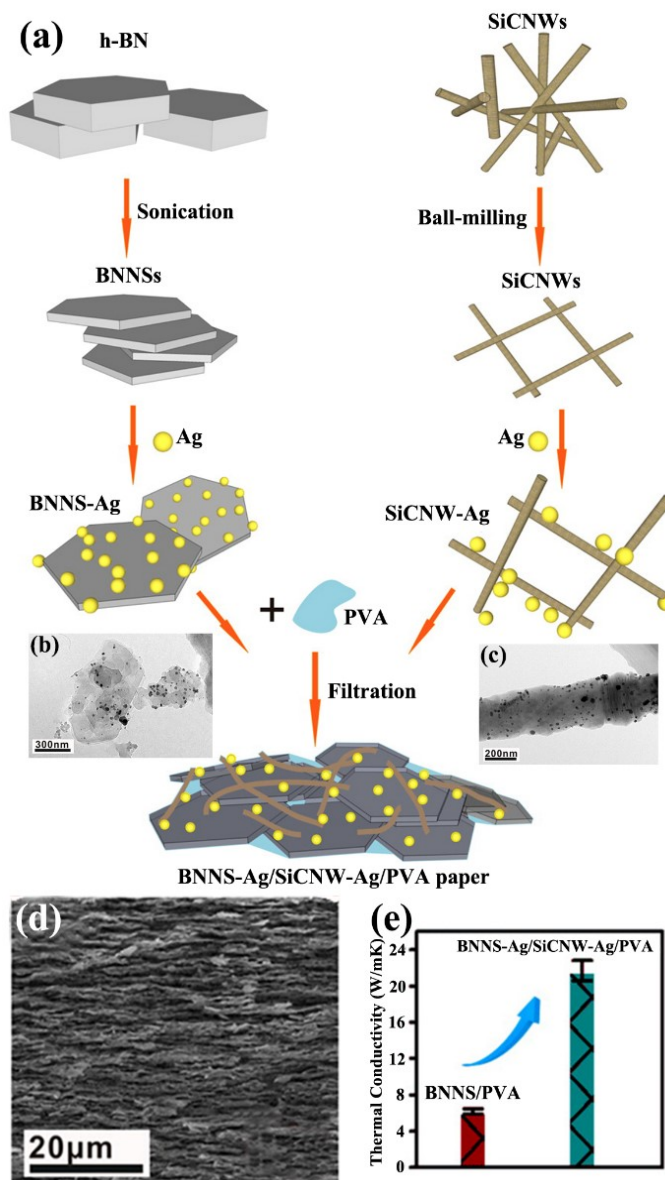 (a)
h-BN
SiCNWs
Sonication
Ball-milling
BNNSs
SiCNWs
Ag
Ag
BNNS-Ag
SiCNW-Ag
+
PVA
(b)
300nm
Filtration
(c)
200nm
BNNS-Ag/SiCNW-Ag/PVA paper
(d)
20μm
(e)
Thermal Conductivity (W/mK)
24
20
16
12
8
4
0
BNNS-Ag/SiCNW-Ag/PVA
BNNS/PVA